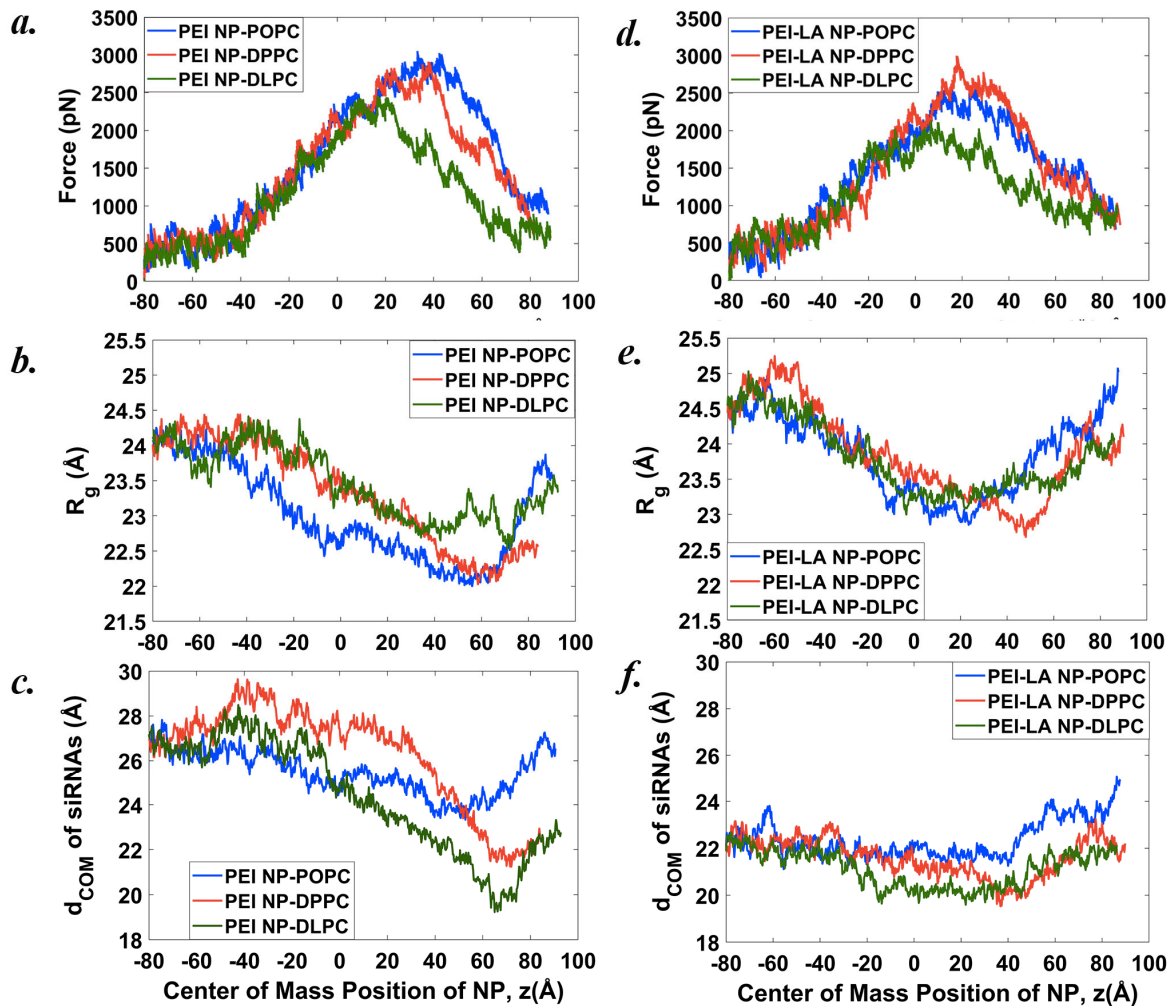 a.
PEI NP-POPC
PEI NP-DPPC
PEI NP-DLPC
Force (pN)
3500
3000
2500
2000
1500
1000
500
0
-80 -60 -40 -20 0 20 40 60 80 100
d.
PEI-LA NP-POPC
PEI-LA NP-DPPC
PEI-LA NP-DLPC
Force (pN)
3500
3000
2500
2000
1500
1000
500
0
-80 -60 -40 -20 0 20 40 60 80 100
b.
PEI NP-POPC
PEI NP-DPPC
PEI NP-DLPC
Rg (Å)
25.5
25
24.5
24
23.5
23
22.5
22
21.5
-80 -60 -40 -20 0 20 40 60 80 100
e.
PEI-LA NP-POPC
PEI-LA NP-DPPC
PEI-LA NP-DLPC
Rg (Å)
25.5
25
24.5
24
23.5
23
22.5
22
21.5
-80 -60 -40 -20 0 20 40 60 80 100
c.
PEI NP-POPC
PEI NP-DPPC
PEI NP-DLPC
dCOM of siRNAs (Å)
30
28
26
24
22
20
18
-80 -60 -40 -20 0 20 40 60 80 100
Center of Mass Position of NP, z(Å)
f.
PEI-LA NP-POPC
PEI-LA NP-DPPC
PEI-LA NP-DLPC
dCOM of siRNAs (Å)
30
28
26
24
22
20
18
-80 -60 -40 -20 0 20 40 60 80 100
Center of Mass Position of NP, z(Å)